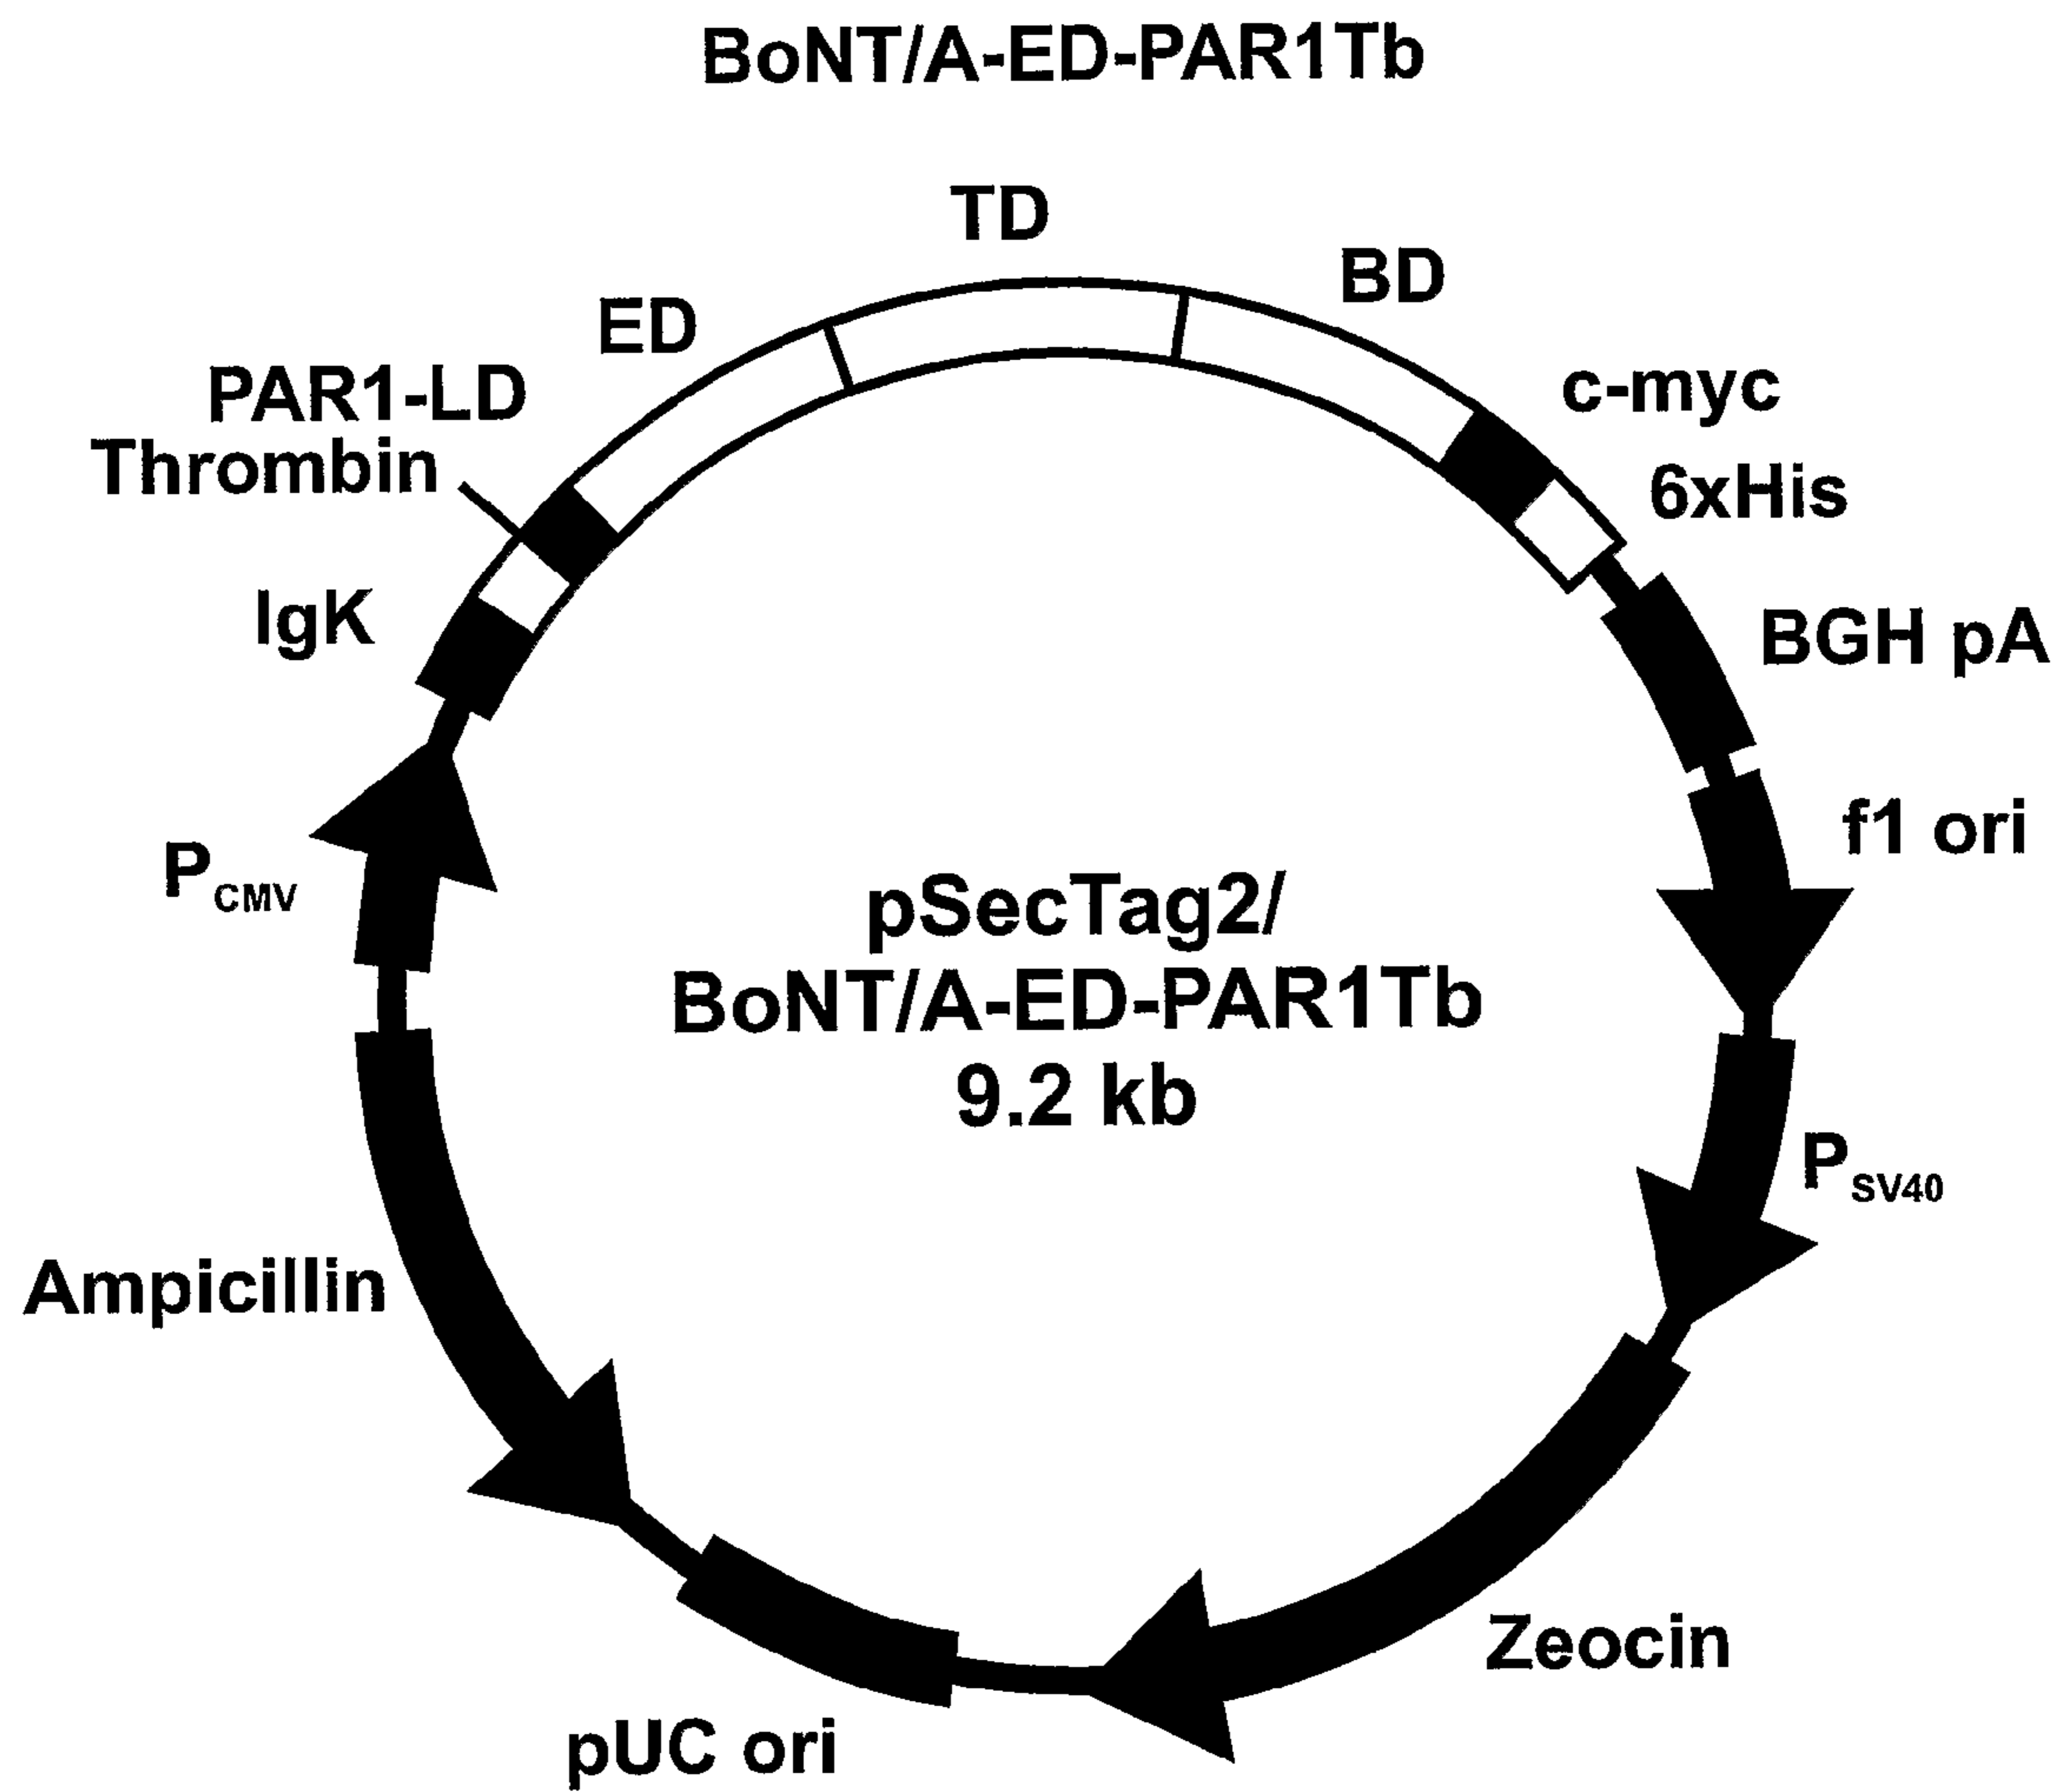 BoNT/A-ED-PAR1Tb
TD
BD
ED
PAR1-LD
Thrombin
c-myc
6xHis
IgK
BGH pA
f1 ori
PCMV
pSecTag2/
BoNT/A-ED-PAR1Tb
9.2 kb
PSV40
Ampicillin
Zeocin
pUC ori